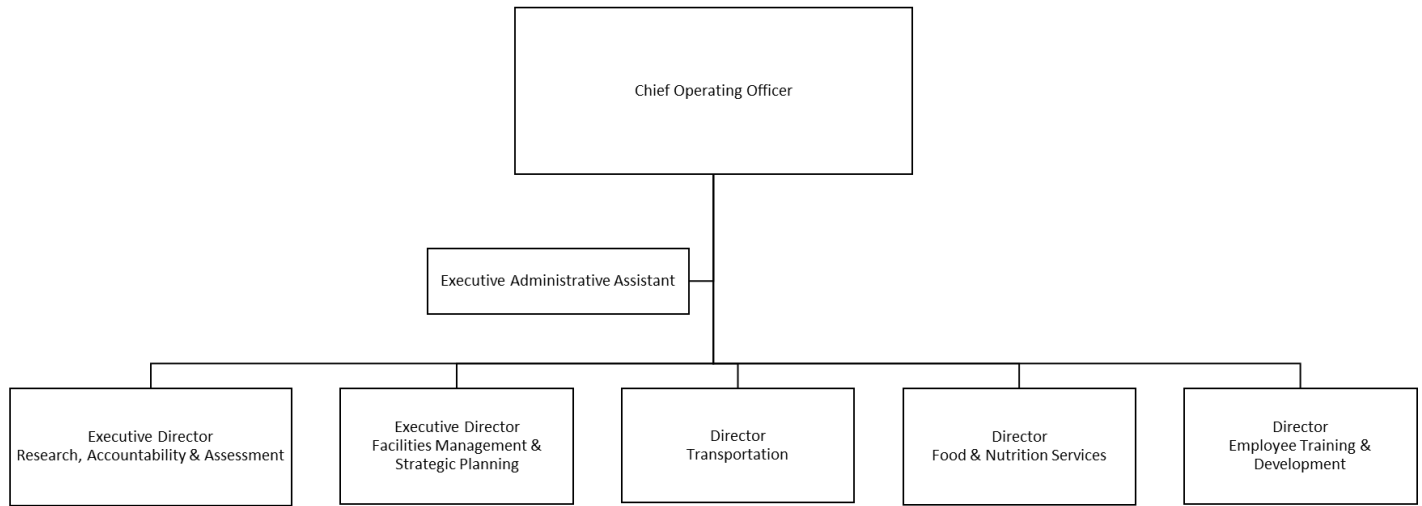 Chief Operating Officer
Executive Administrative Assistant
Executive Director
Research, Accountability & Assessment
Executive Director
Facilities Management &
Strategic Planning
Director
Transportation
Director
Food & Nutrition Services
Director
Employee Training &
Development